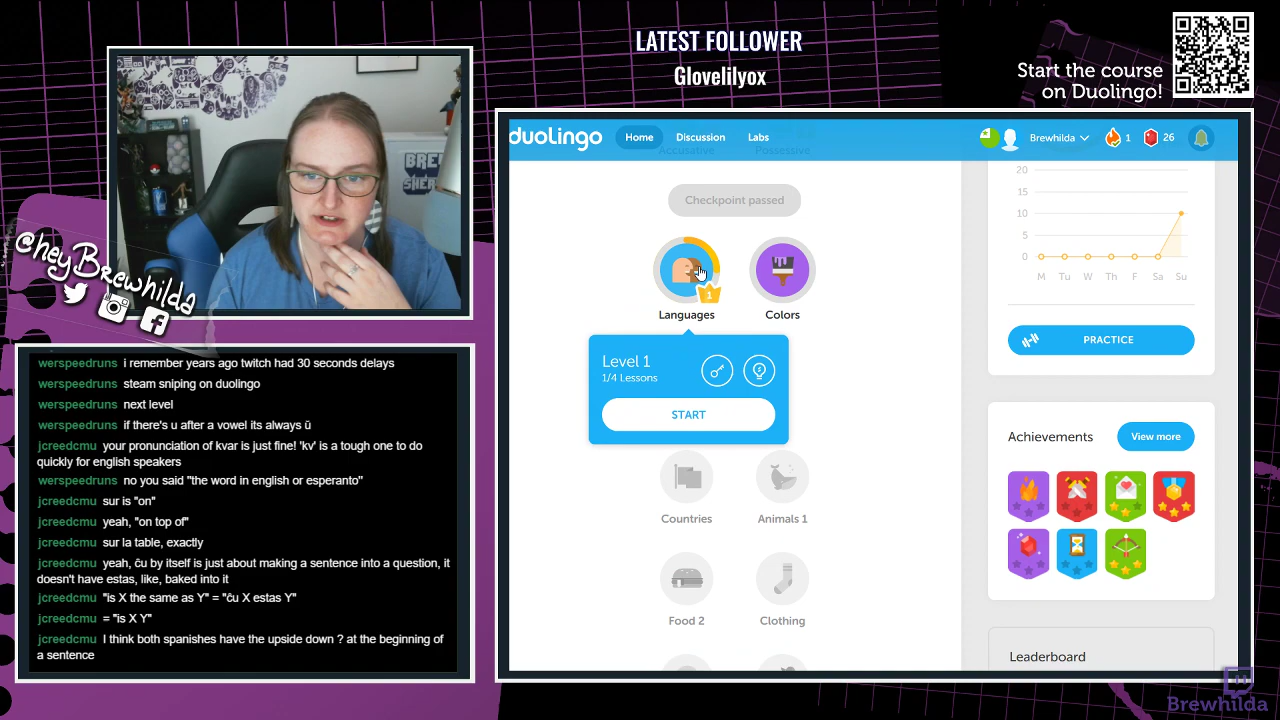 LATEST FOLLOWER
Glovelilyox
Start the course
on Duolingo!
@heyBrewhilda
BREW
SHE
werspeedruns i remember years ago twitch had 30 seconds delays
werspeedruns steam sniping on duolingo
werspeedruns next level
werspeedruns if there's u after a vowel its always ŭ
jcreedcmu your pronunciation of kvar is just fine! 'kv' is a tough one to do
quickly for english speakers
werspeedruns no you said "the word in english or esperanto"
jcreedcmu sur is "on"
jcreedcmu yeah, "on top of"
jcreedcmu sur la table, exactly
jcreedcmu yeah, ĉu by itself is just about making a sentence into a question, it
doesn't have estas, like, baked into it
jcreedcmu "is X the same as Y" = "ĉu X estas Y"
jcreedcmu = "is X Y"
jcreedcmu I think both spanishes have the upside down ? at the beginning of
a sentence
duolingo Home Discussion Labs Brewhilda 1 26
Accusative Possessive
Checkpoint passed
1
Languages Colors
Level 1
1/4 Lessons
START
Countries Animals 1
Food 2 Clothing
20
15
10
5
0
M Tu W Th F Sa Su
PRACTICE
Achievements View more
Leaderboard
Brewhilda